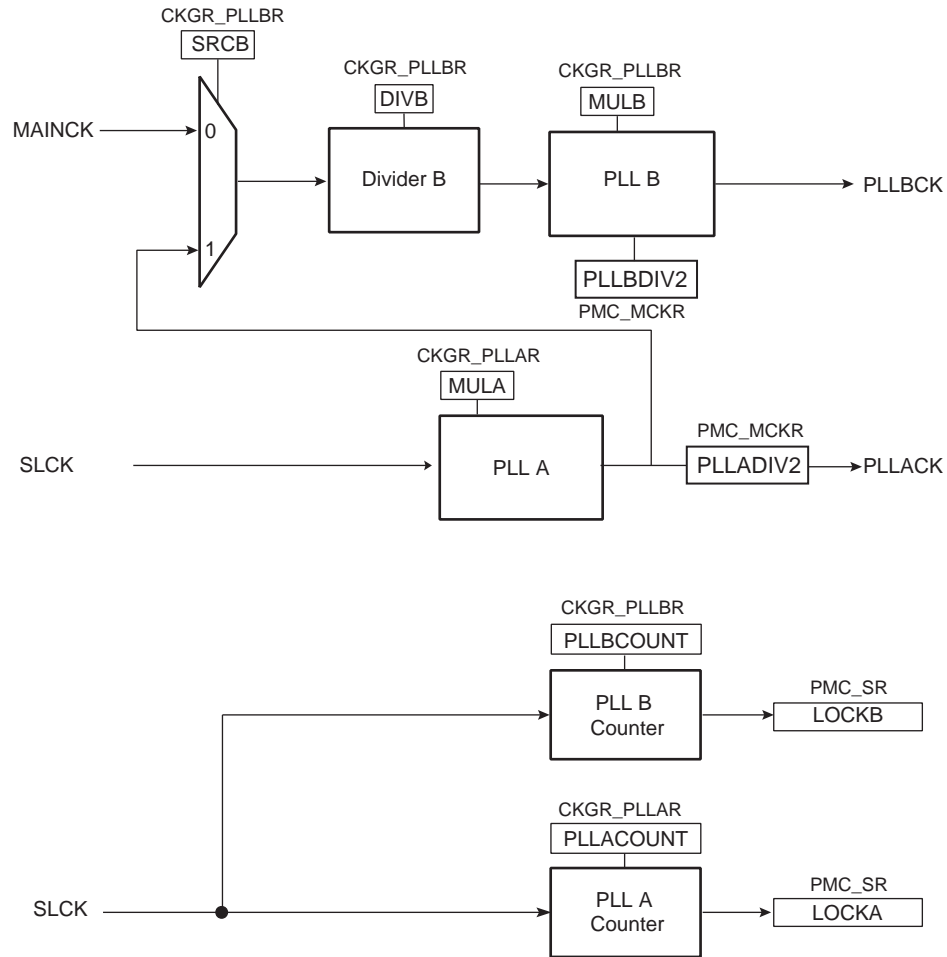 CKGR_PLLBR
SRCB
CKGR_PLLBR
DIVB
CKGR_PLLBR
MULB
MAINCK
0
Divider B
PLL B
PLLBCK
1
PLLBDIV2
PMC_MCKR
CKGR_PLLAR
MULA
PMC_MCKR
SLCK
PLL A
PLLADIV2
PLLACK
CKGR_PLLBR
PLLBCOUNT
PLL B
Counter
PMC_SR
LOCKB
CKGR_PLLAR
PLLACOUNT
SLCK
PLL A
Counter
PMC_SR
LOCKA